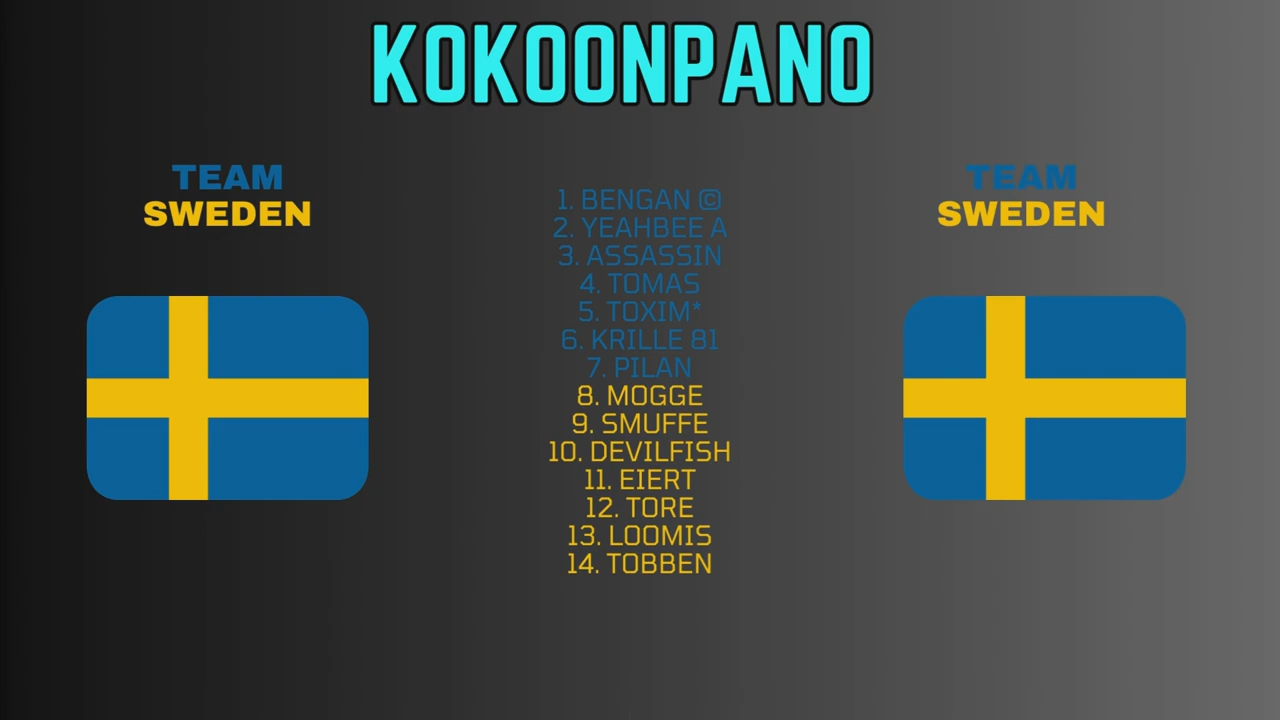 KOKOONPANO
TEAM
SWEDEN
1. BENGAN ©
2. YEAHBEE A
3. ASSASSIN
4. TOMAS
5. TOXIM*
6. KRILLE 81
7. PILAN
8. MOGGE
9. SMUFFE
10. DEVILFISH
11. EIERT
12. TORE
13. LOOMIS
14. TOBBEN
TEAM
SWEDEN